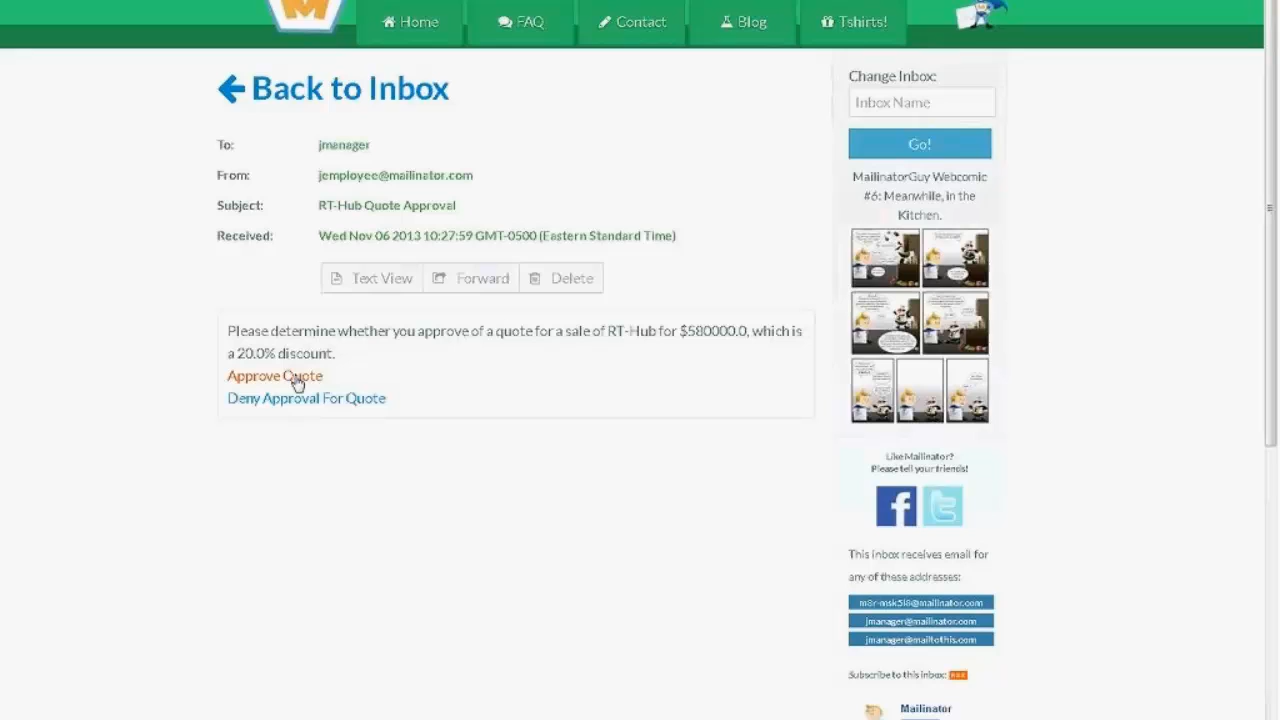 M
Home
FAQ
Contact
Blog
Tshirts!
Back to Inbox
To:
jmanager
From:
jemployee@mailinator.com
Subject:
RT-Hub Quote Approval
Received:
Wed Nov 06 2013 10:27:59 GMT-0500 (Eastern Standard Time)
Text View
Forward
Delete
Please determine whether you approve of a quote for a sale of RT-Hub for $580000.0, which is
a 20.0% discount.
Approve Quote
Deny Approval For Quote
Change Inbox:
Inbox Name
Go!
MailinatorGuy Webcomic
#6: Meanwhile, in the
Kitchen.
Like Mailinator?
Please tell your friends!
f
t
This inbox receives email for
any of these addresses:
jmanager@mailinator.com
jmanager@mailtothis.com
Subscribe to this inbox:
Mailinator